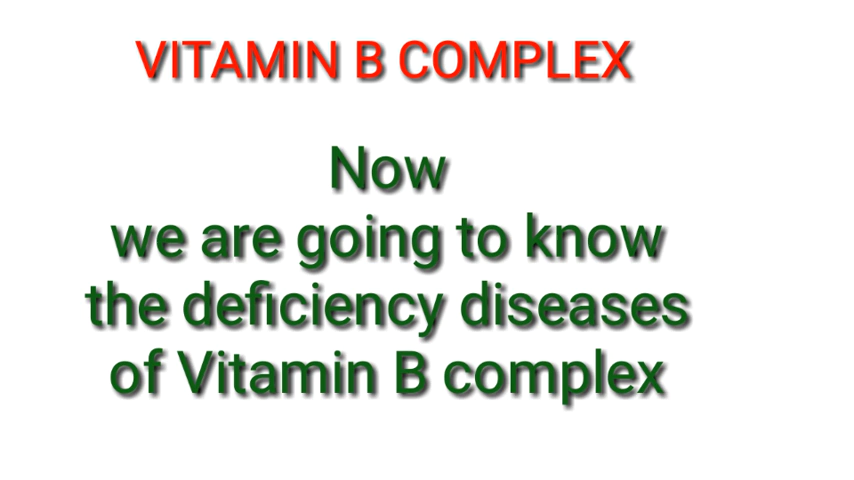 VITAMIN B COMPLEX
Now
we are going to know
the deficiency diseases
of Vitamin B complex